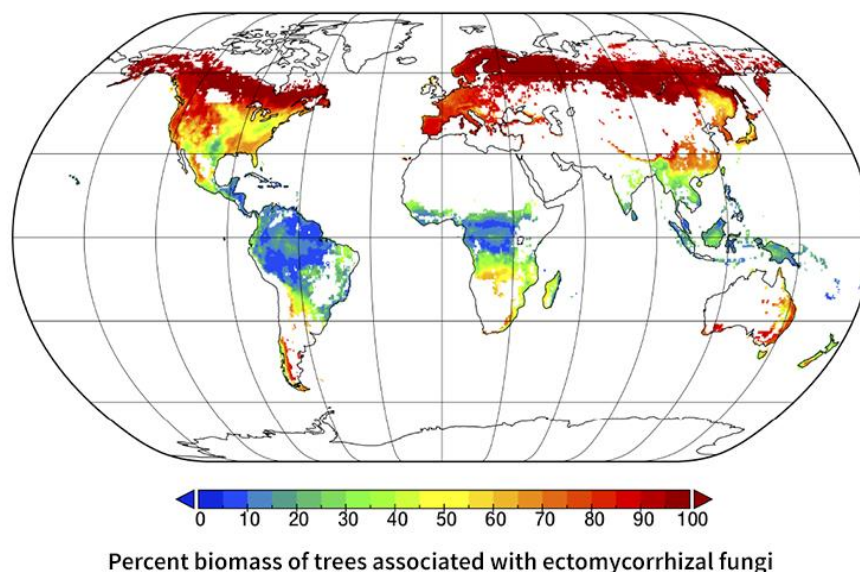 0 10 20 30 40 50 60 70 80 90 100
Percent biomass of trees associated with ectomycorrhizal fungi